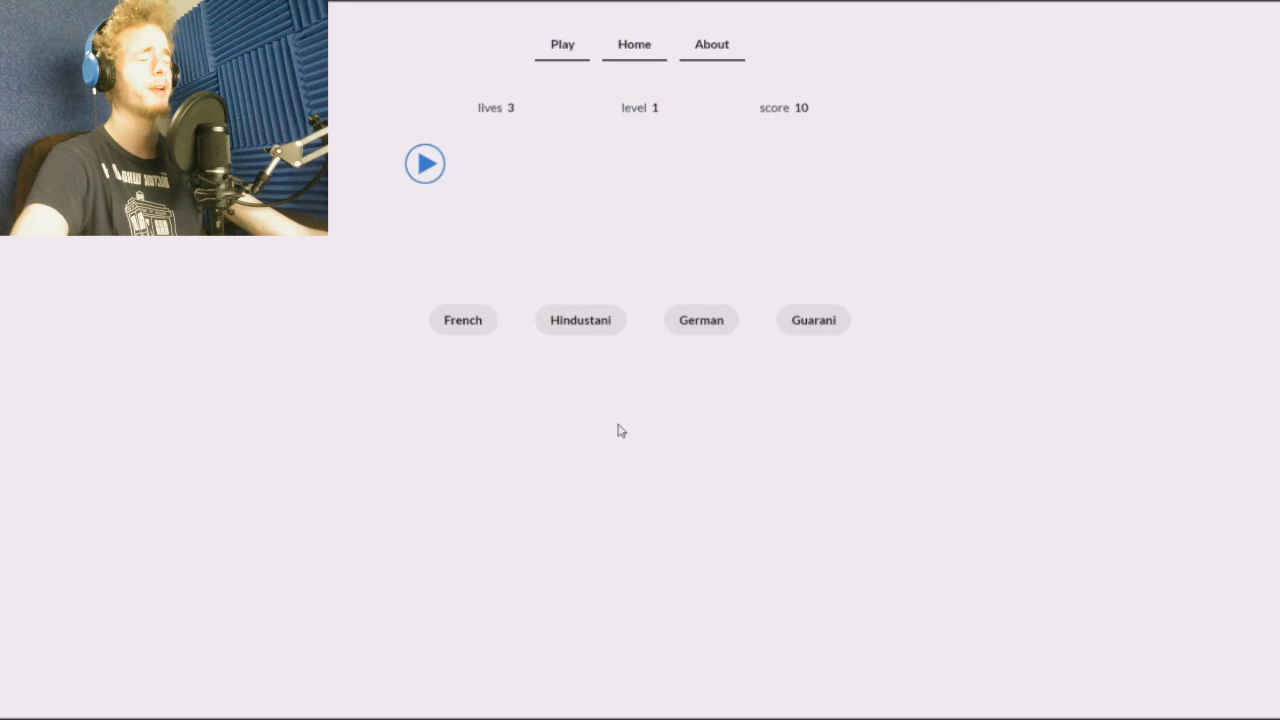 Play Home About
lives 3 level 1 score 10
French Hindustani German Guarani